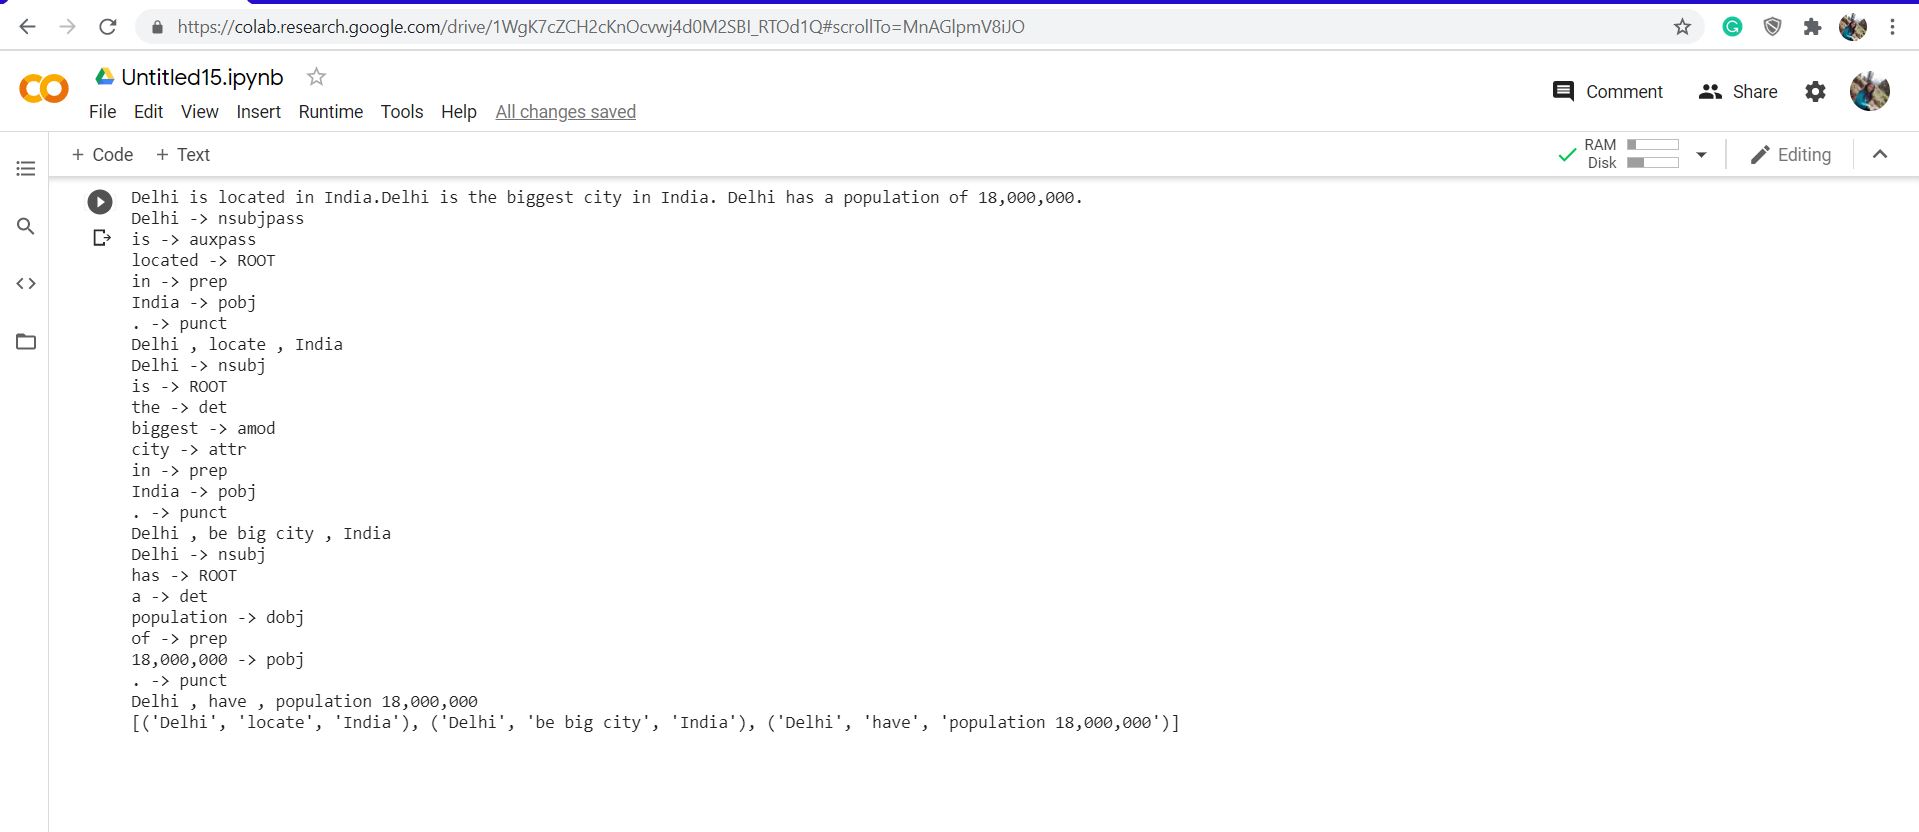 https://colab.research.google.com/drive/1WgK7cZCH2cKnOcvwj4d0M2SBI_RTOd1Q#scrollTo=MnAGlpmV8iJO
Untitled15.ipynb
File Edit View Insert Runtime Tools Help All changes saved
Comment Share
+ Code + Text
RAM
Disk
Editing
Delhi is located in India.Delhi is the biggest city in India. Delhi has a population of 18,000,000.
Delhi -> nsubjpass
is -> auxpass
located -> ROOT
in -> prep
India -> pobj
. -> punct
Delhi , locate , India
Delhi -> nsubj
is -> ROOT
the -> det
biggest -> amod
city -> attr
in -> prep
India -> pobj
. -> punct
Delhi , be big city , India
Delhi -> nsubj
has -> ROOT
a -> det
population -> dobj
of -> prep
18,000,000 -> pobj
. -> punct
Delhi , have , population 18,000,000
[('Delhi', 'locate', 'India'), ('Delhi', 'be big city', 'India'), ('Delhi', 'have', 'population 18,000,000')]